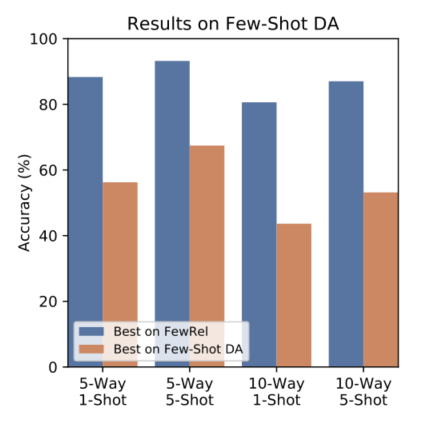 Results on Few-Shot DA
Accuracy (%)
100
80
60
40
20
0
Best on FewRel
Best on Few-Shot DA
5-Way
1-Shot
5-Way
5-Shot
10-Way
1-Shot
10-Way
5-Shot